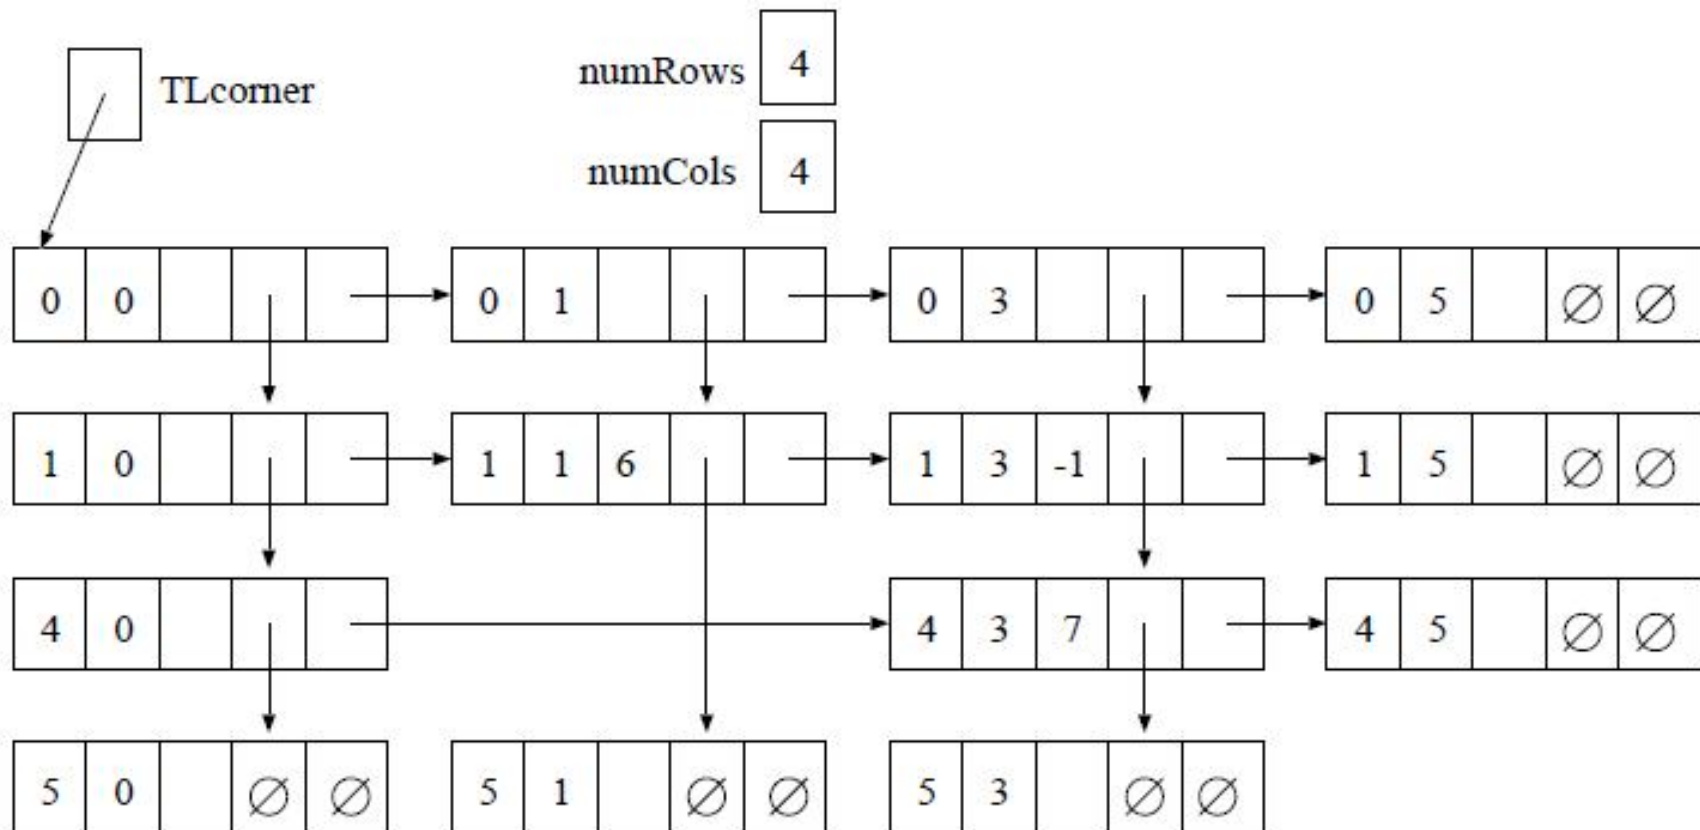 numRows 4
TLcorner
numCols 4
0 0 0 1 0 3 0 5 ∅ ∅
1 0 1 1 6 1 3 -1 1 5 ∅ ∅
4 0 4 3 7 4 5 ∅ ∅
5 0 ∅ ∅ 5 1 ∅ ∅ 5 3 ∅ ∅